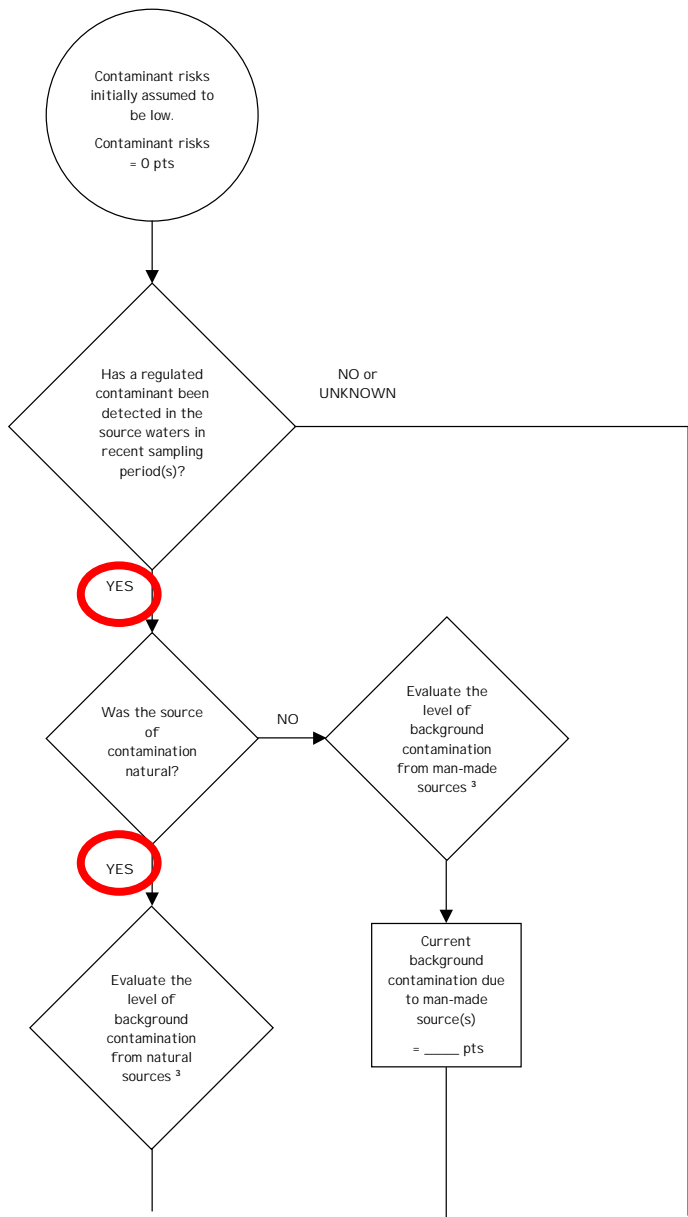 Contaminant risks
initially assumed to
be low.
Contaminant risks
= 0 pts
Has a regulated
contaminant been
detected in the
source waters in
recent sampling
period(s)?
NO or
UNKNOWN
YES
Was the source
of
contamination
natural?
NO
Evaluate the
level of
background
contamination
from man-made
sources ³
YES
Evaluate the
level of
background
contamination
from natural
sources ³
Current
background
contamination due
to man-made
source(s)
= _____ pts